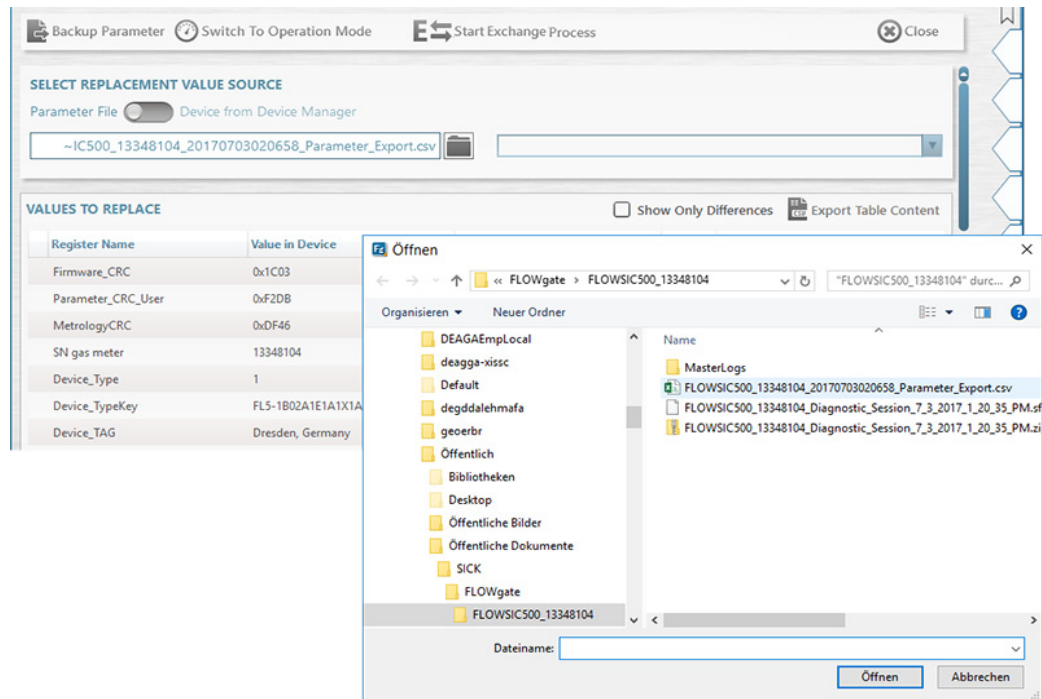 Backup Parameter Switch To Operation Mode Start Exchange Process Close
SELECT REPLACEMENT VALUE SOURCE
Parameter File Device from Device Manager
~IC500_13348104_20170703020658_Parameter_Export.csv
VALUES TO REPLACE Show Only Differences Export Table Content
Register Name Value in Device
Firmware_CRC 0x1C03
Parameter_CRC_User 0xF2DB
MetrologyCRC 0xDF46
SN gas meter 13348104
Device_Type 1
Device_TypeKey FL5-1B02A1E1A1X1A
Device_TAG Dresden, Germany
Öffnen
« FLOWgate › FLOWSIC500_13348104 "FLOWSIC500_13348104" durc...
Organisieren Neuer Ordner
DEAGAEmpLocal
deagga-xissc
Default
degddalehmafa
geoerbr
Öffentlich
Bibliotheken
Desktop
Öffentliche Bilder
Öffentliche Dokumente
SICK
FLOWgate
FLOWSIC500_13348104
Name
MasterLogs
FLOWSIC500_13348104_20170703020658_Parameter_Export.csv
FLOWSIC500_13348104_Diagnostic_Session_7_3_2017_1_20_35_PM.sf
FLOWSIC500_13348104_Diagnostic_Session_7_3_2017_1_20_35_PM.zi
Dateiname:
Öffnen Abbrechen